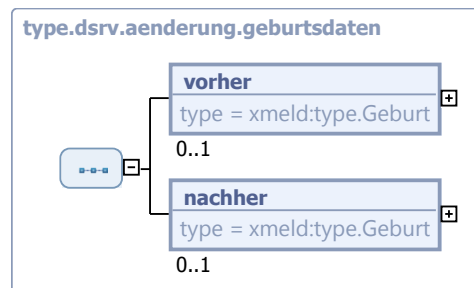 type.dsrv.aenderung.geburtsdaten
vorher
type = xmeld:type.Geburt
0..1
nachher
type = xmeld:type.Geburt
0..1